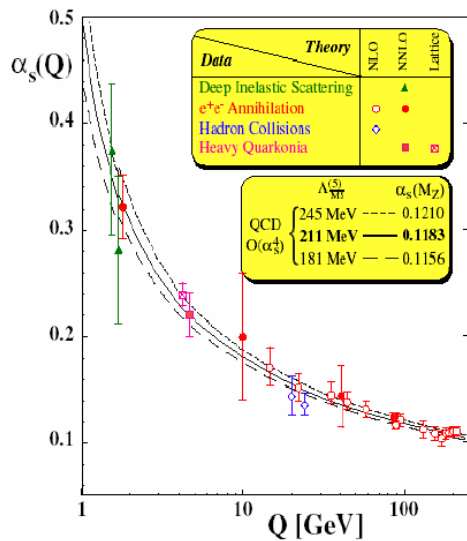 0.5
α_s(Q)
0.4
0.3
0.2
0.1
Theory
Data
NLO
NNLO
Lattice
Deep Inelastic Scattering
e⁺e⁻ Annihilation
Hadron Collisions
Heavy Quarkonia
Λ_MS^(5) α_s(M_Z)
QCD
O(α_s^4)
245 MeV 0.1210
211 MeV 0.1183
181 MeV 0.1156
1 10 100
Q [GeV]